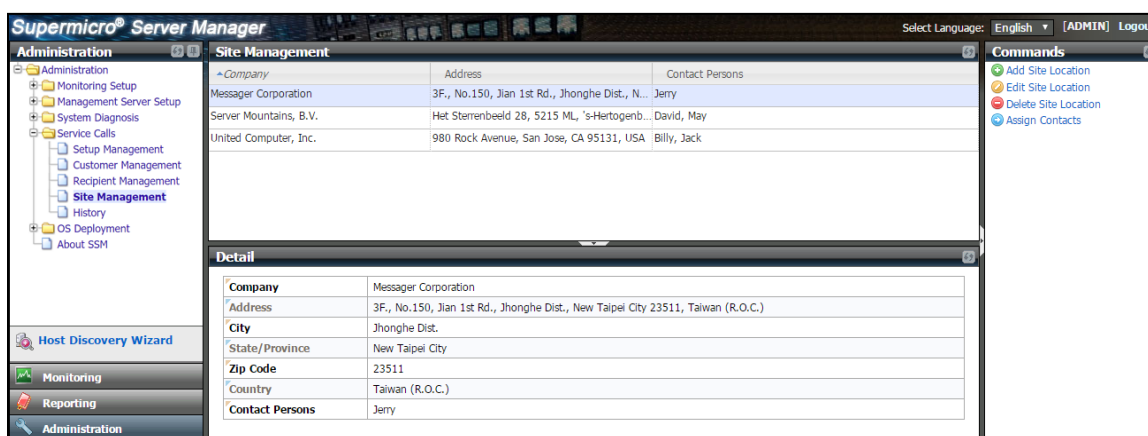 Supermicro® Server Manager
Select Language: English [ADMIN] Logou
Administration
Administration
Monitoring Setup
Management Server Setup
System Diagnosis
Service Calls
Setup Management
Customer Management
Recipient Management
Site Management
History
OS Deployment
About SSM
Host Discovery Wizard
Monitoring
Reporting
Administration
Site Management
Company Address Contact Persons
Messager Corporation 3F., No.150, Jian 1st Rd., Jhonghe Dist., N... Jerry
Server Mountains, B.V. Het Sterrenbeeld 28, 5215 ML, 's-Hertogenb... David, May
United Computer, Inc. 980 Rock Avenue, San Jose, CA 95131, USA Billy, Jack
Detail
Company Messager Corporation
Address 3F., No.150, Jian 1st Rd., Jhonghe Dist., New Taipei City 23511, Taiwan (R.O.C.)
City Jhonghe Dist.
State/Province New Taipei City
Zip Code 23511
Country Taiwan (R.O.C.)
Contact Persons Jerry
Commands
Add Site Location
Edit Site Location
Delete Site Location
Assign Contacts